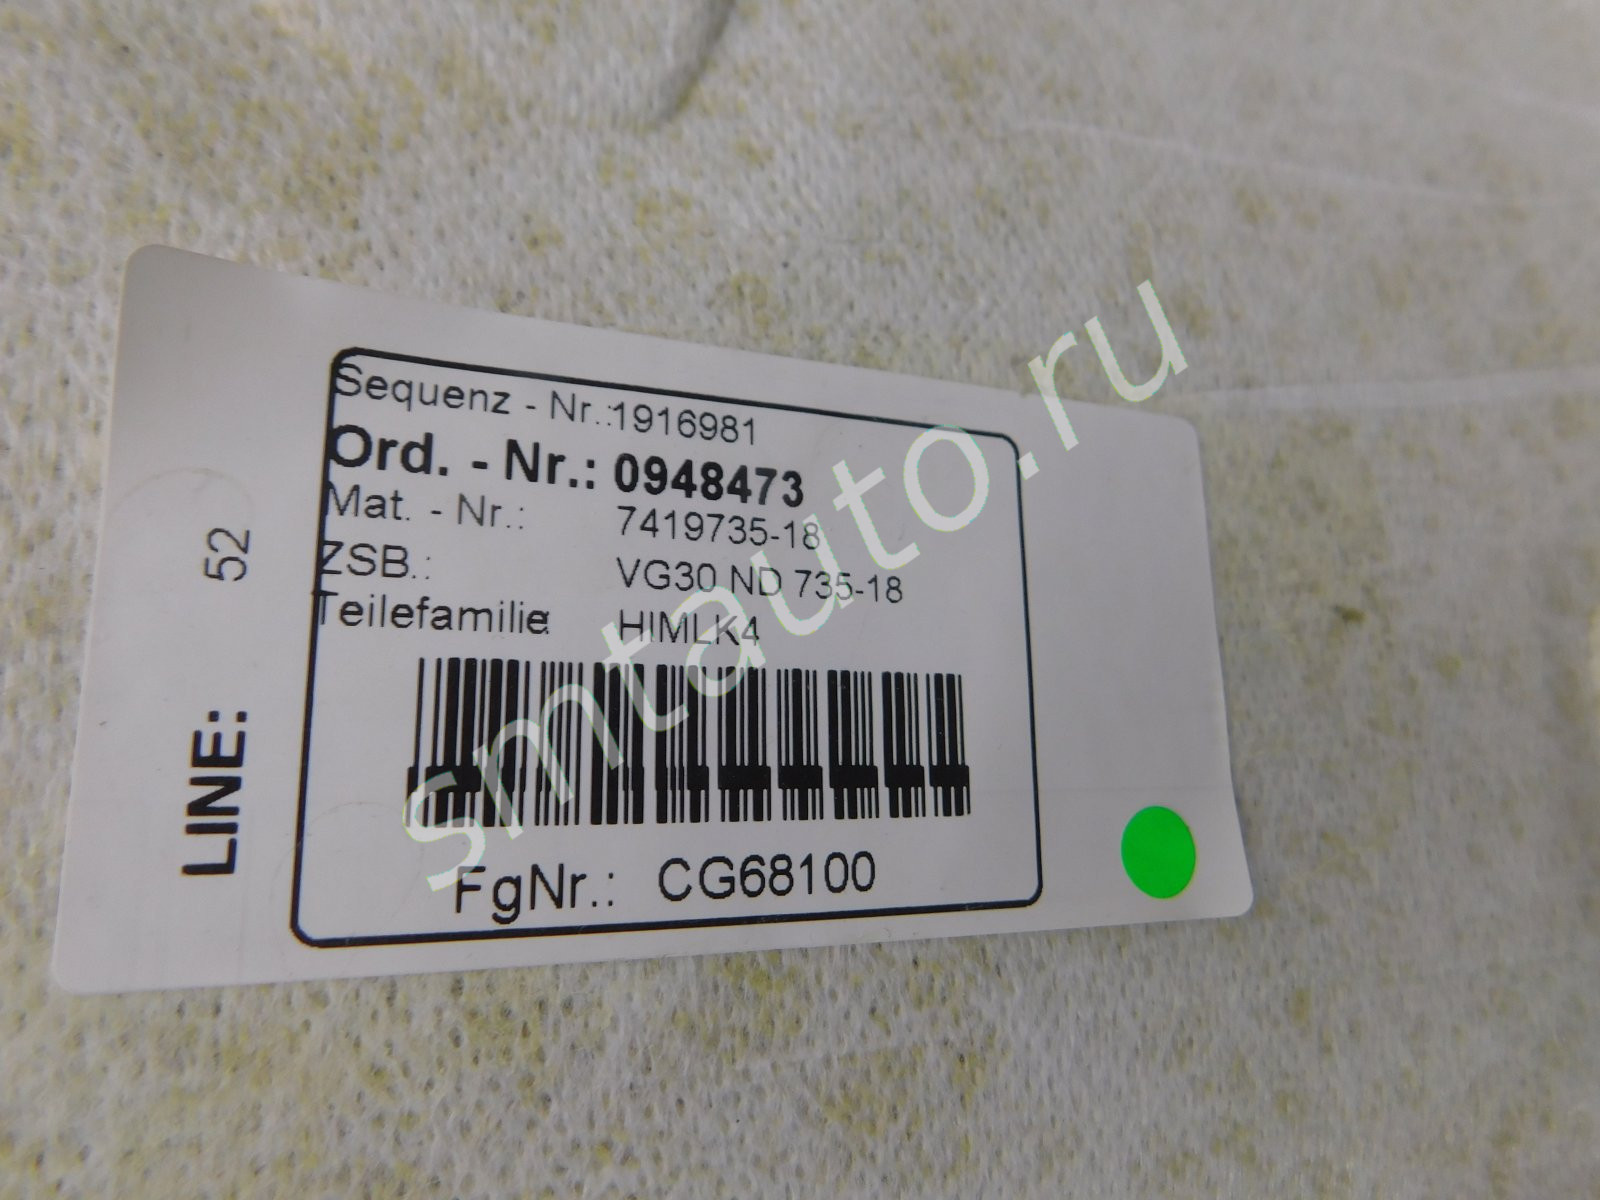 Sequenz - Nr.:1916981
Ord. - Nr.: 0948473
Mat. - Nr.: 7419735-18
ZSB.: VG30 ND 735-18
Teilefamilie: HIMLK4
FgNr.: CG68100
LINE: 52
smtauto.ru